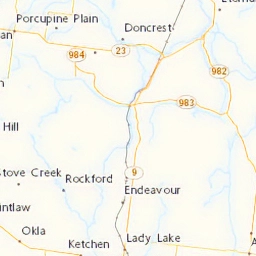 Porcupine Plain
Doncrest
23
984
982
983
Hill
9
Stove Creek
Rockford
Endeavour
Okla
Lady Lake
Ketchen